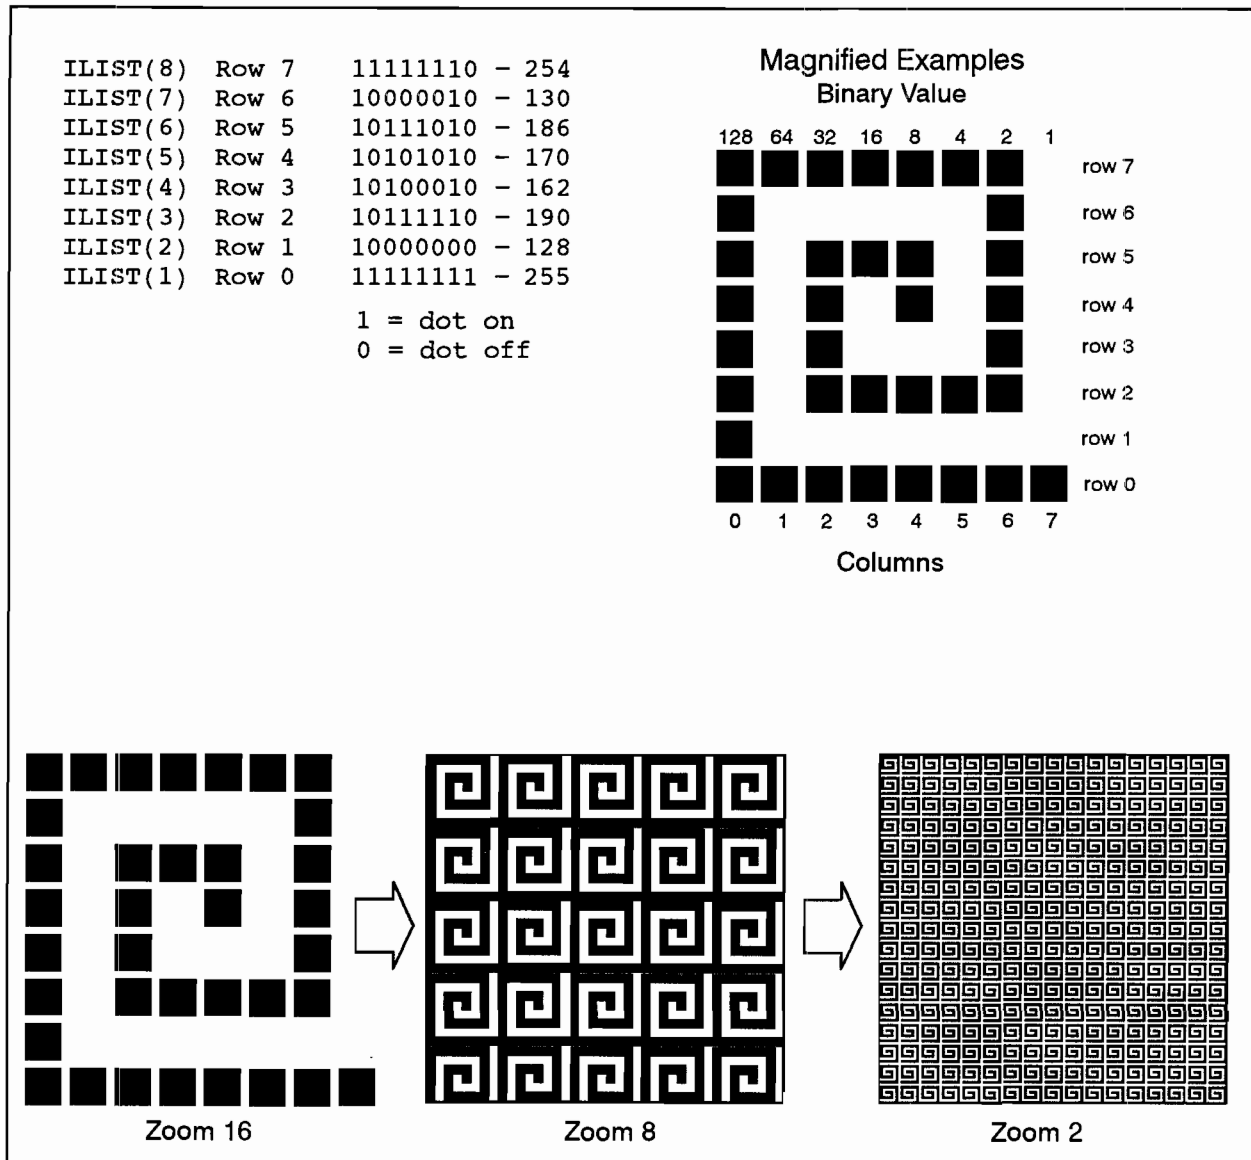 ILIST(8) Row 7 11111110 – 254
ILIST(7) Row 6 10000010 – 130
ILIST(6) Row 5 10111010 – 186
ILIST(5) Row 4 10101010 – 170
ILIST(4) Row 3 10100010 – 162
ILIST(3) Row 2 10111110 – 190
ILIST(2) Row 1 10000000 – 128
ILIST(1) Row 0 11111111 – 255
1 = dot on
0 = dot off
Magnified Examples
Binary Value
128 64 32 16 8 4 2 1
row 7
row 6
row 5
row 4
row 3
row 2
row 1
row 0
0 1 2 3 4 5 6 7
Columns
Zoom 16
Zoom 8
Zoom 2